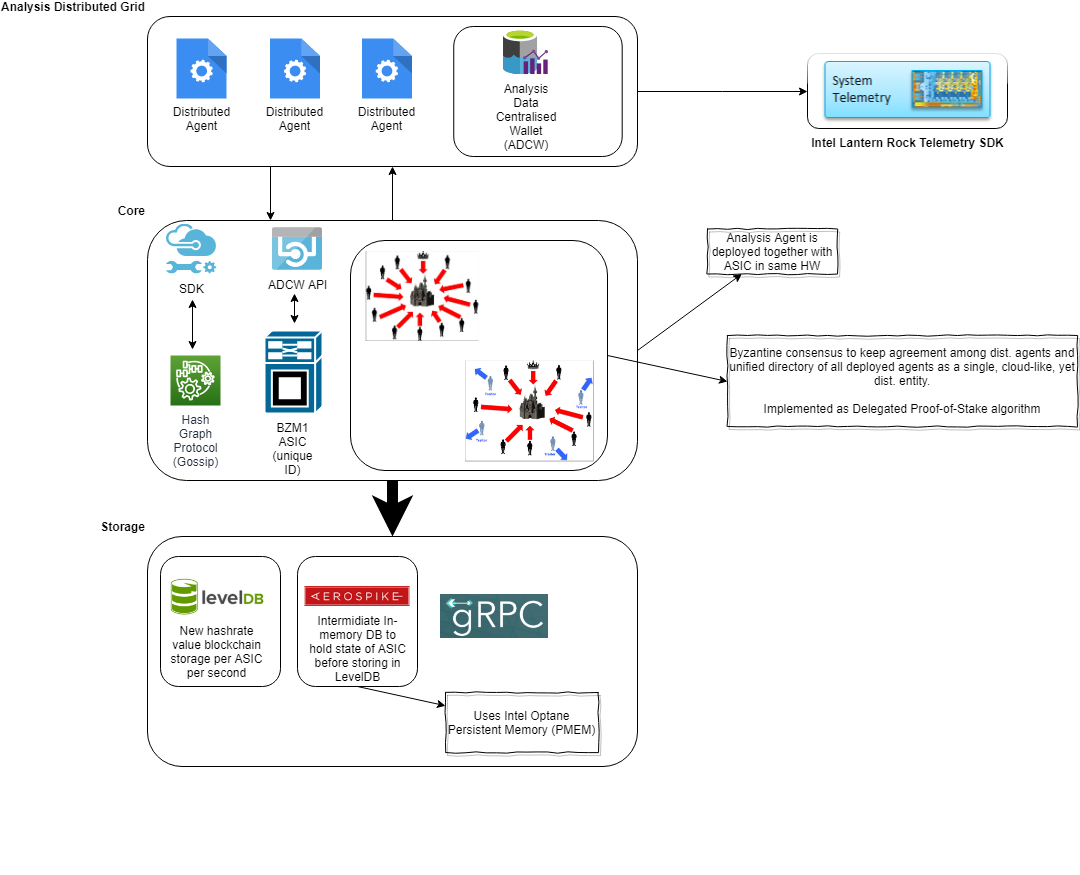 Analysis Distributed Grid
Distributed
Agent
Distributed
Agent
Distributed
Agent
Analysis
Data
Centralised
Wallet
(ADCW)
System
Telemetry
Intel Lantern Rock Telemetry SDK
Core
SDK
ADCW API
Hash
Graph
Protocol
(Gossip)
BZM1
ASIC
(unique
ID)
Analysis Agent is
deployed together with
ASIC in same HW
Byzantine consensus to keep agreement among dist. agents and
unified directory of all deployed agents as a single, cloud-like, yet
dist. entity.
Implemented as Delegated Proof-of-Stake algorithm
Storage
levelDB
New hashrate
value blockchain
storage per ASIC
per second
AEROSPIKE
Intermidiate In-
memory DB to
hold state of ASIC
before storing in
LevelDB
gRPC
Uses Intel Optane
Persistent Memory (PMEM)